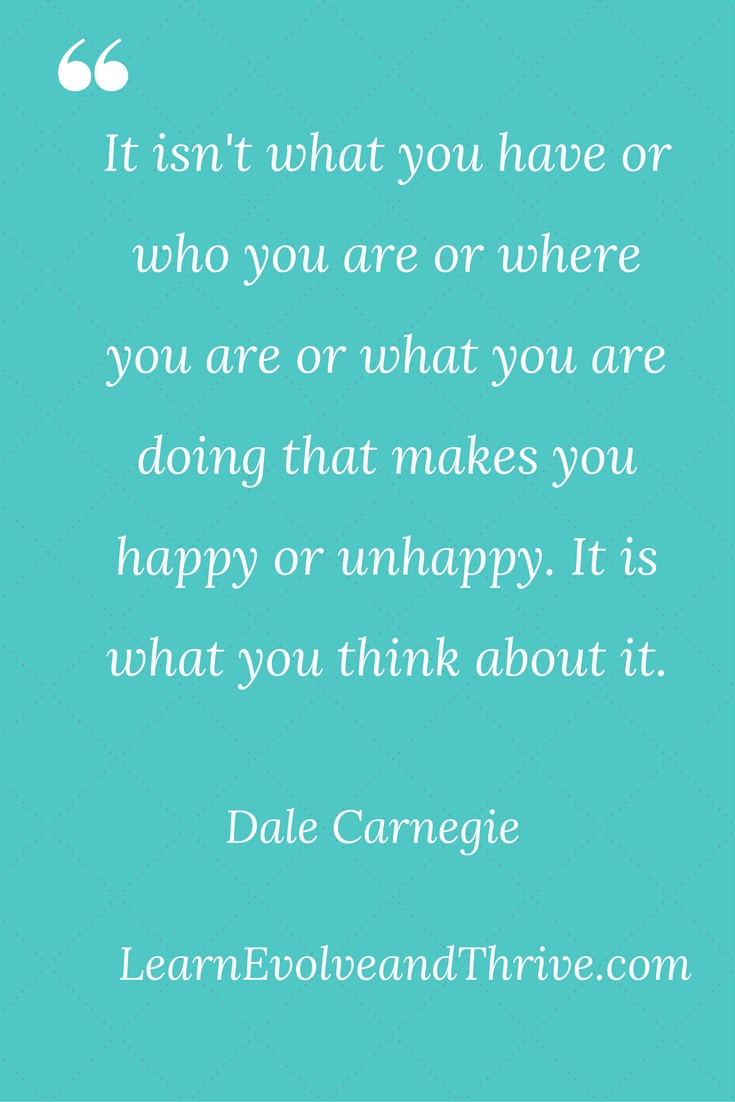 “
It isn't what you have or
who you are or where
you are or what you are
doing that makes you
happy or unhappy. It is
what you think about it.
Dale Carnegie
LearnEvolveandThrive.com